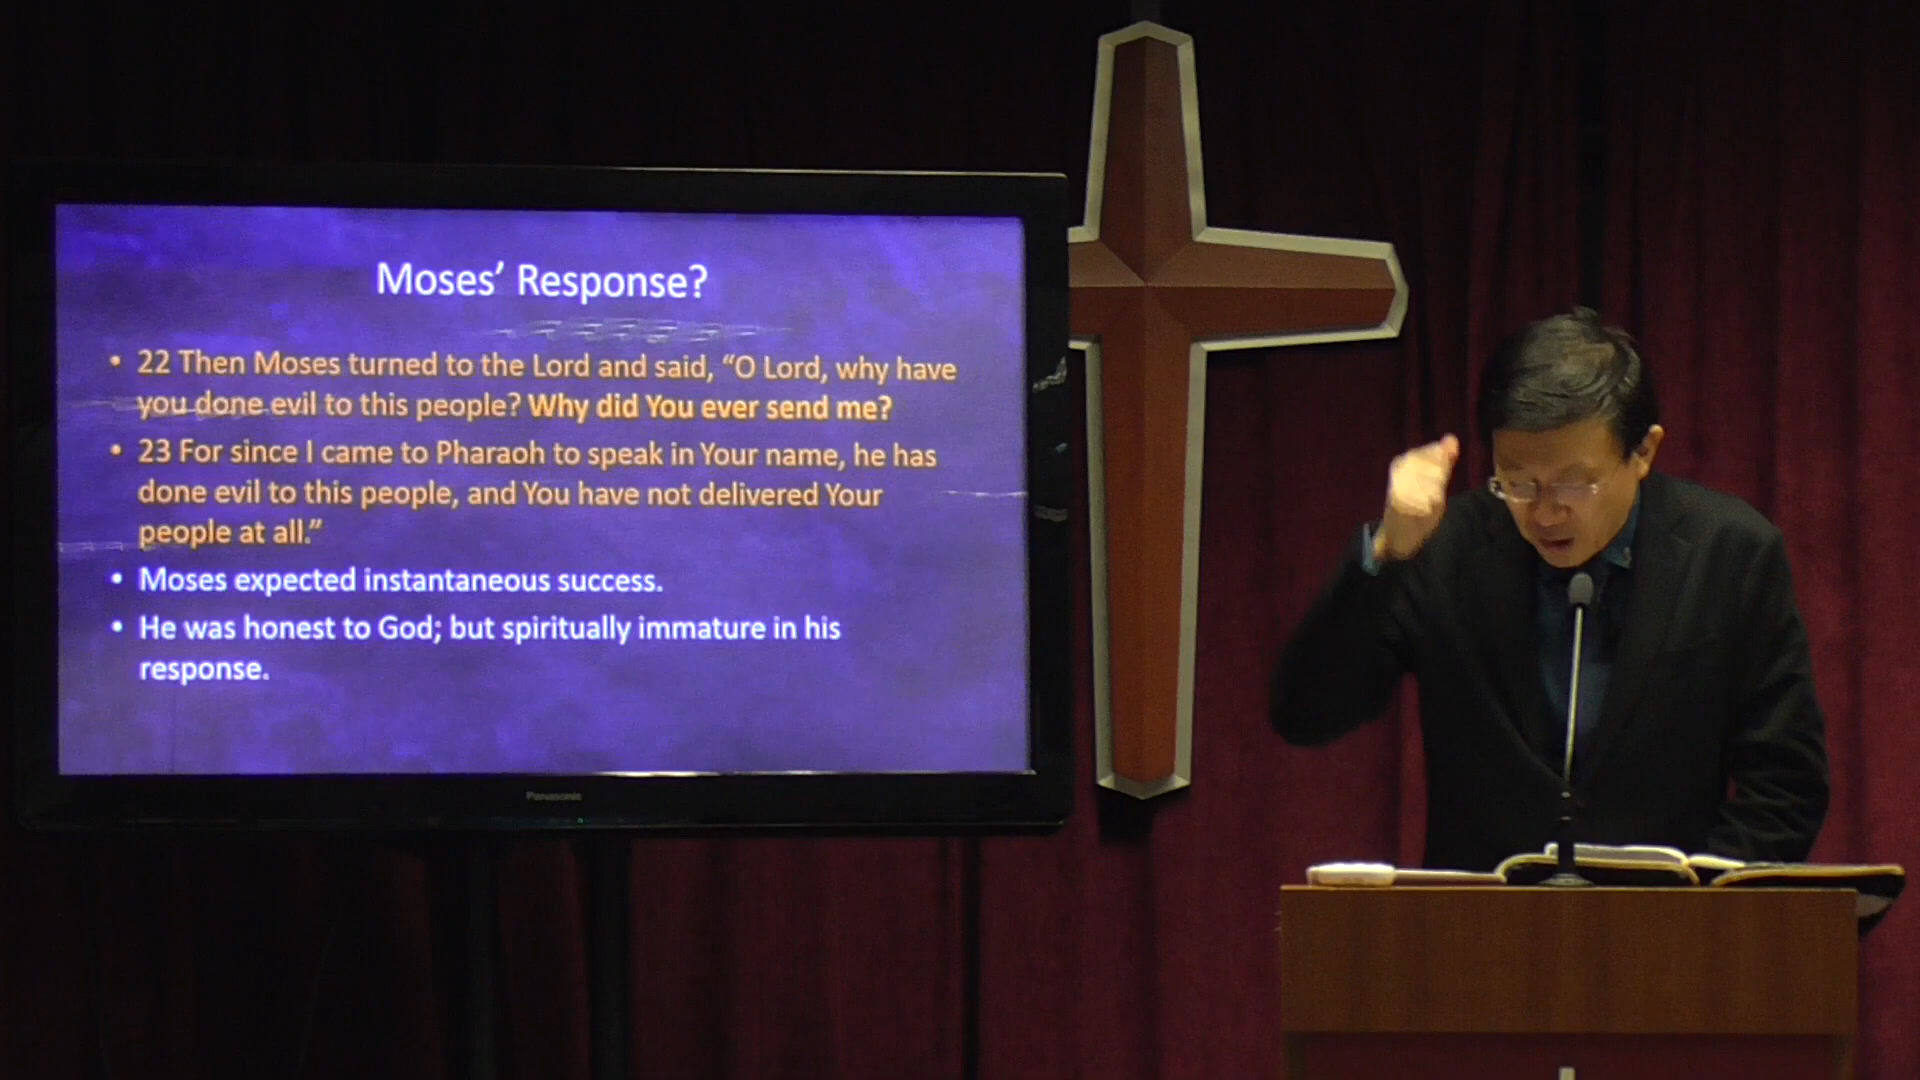 Moses’ Response?
• 22 Then Moses turned to the Lord and said, “O Lord, why have
you done evil to this people? Why did You ever send me?
• 23 For since I came to Pharaoh to speak in Your name, he has
done evil to this people, and You have not delivered Your
people at all.”
• Moses expected instantaneous success.
• He was honest to God; but spiritually immature in his
response.
Panasonic